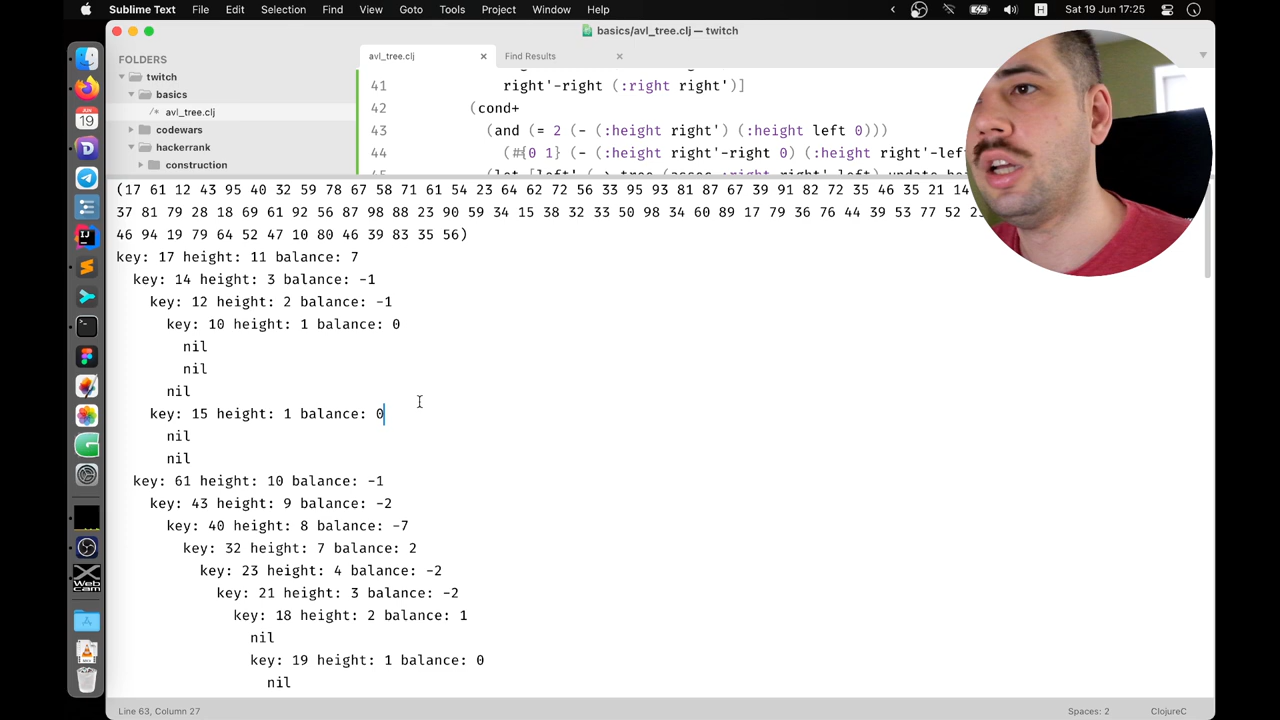 Sublime Text File Edit Selection Find View Goto Tools Project Window Help
H Sat 19 Jun 17:25
basics/avl_tree.clj — twitch
FOLDERS
twitch
basics
/* avl_tree.clj
codewars
hackerrank
construction
avl_tree.clj
Find Results
41 right'-right (:right right')]
42 (cond+
43 (and (= 2 (- (:height right') (:height left 0)))
44 (#{0 1} (- (:height right'-right 0) (:height right'-left
(17 61 12 43 95 40 32 59 78 67 58 71 61 54 23 64 62 32 56 95 93 81 87 67 39 91 82 72 35 46 35 21 14
37 81 79 28 18 69 61 92 56 87 98 88 23 90 59 34 15 38 32 33 50 98 34 60 89 17 79 36 76 44 39 53 77 52
46 94 19 79 64 52 47 10 80 46 39 83 35 56)
key: 17 height: 11 balance: 7
key: 14 height: 3 balance: -1
key: 12 height: 2 balance: -1
key: 10 height: 1 balance: 0
nil
nil
nil
key: 15 height: 1 balance: 0
nil
nil
key: 61 height: 10 balance: -1
key: 43 height: 9 balance: -2
key: 40 height: 8 balance: -7
key: 32 height: 7 balance: 2
key: 23 height: 4 balance: -2
key: 21 height: 3 balance: -2
key: 18 height: 2 balance: 1
nil
key: 19 height: 1 balance: 0
nil
Line 63, Column 27
Spaces: 2
ClojureC
JUN
19
IJ
Web
cam